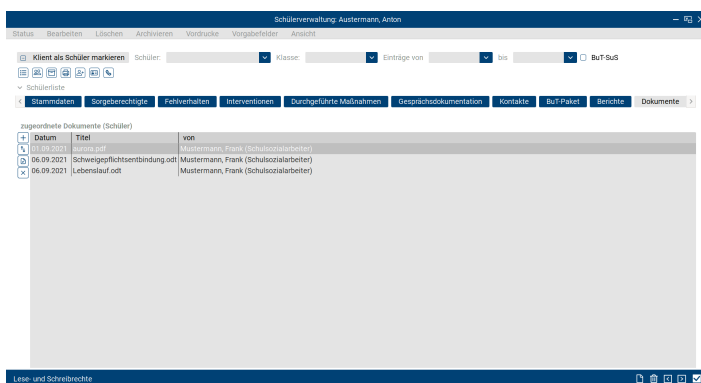 Schülerverwaltung: Austermann, Anton
Status Bearbeiten Löschen Archivieren Vordrucke Vorgabefelder Ansicht
Klient als Schüler markieren Schüler: Klasse: Einträge von bis BuT-SuS
Schülerliste
Stammdaten Sorgeberechtigte Fehlverhalten Interventionen Durchgeführte Maßnahmen Gesprächsdokumentation Kontakte BuT-Paket Berichte Dokumente
zugeordnete Dokumente (Schüler)
Datum Titel von
01.09.2021 aurora.pdf Mustermann, Frank (Schulsozialarbeiter)
06.09.2021 Schweigepflichtsentbindung.odt Mustermann, Frank (Schulsozialarbeiter)
06.09.2021 Lebenslauf.odt Mustermann, Frank (Schulsozialarbeiter)
Lese- und Schreibrechte